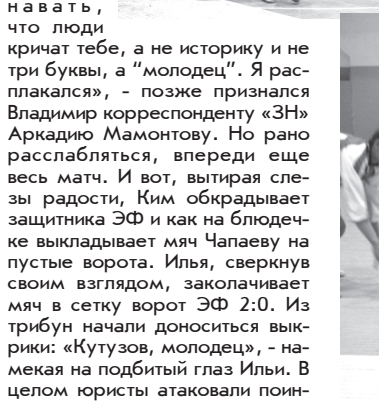 навать,
что люди
кричат тебе, а не историку и не
три буквы, а "молодец". Я рас-
плакался», - позже признался
Владимир корреспонденту «ЗН»
Аркадию Мамонтову. Но рано
расслабляться, впереди еще
весь матч. И вот, вытирая сле-
зы радости, Ким обкрадывает
защитника ЭФ и как на блюдеч-
ке выкладывает мяч Чапаеву на
пустые ворота. Илья, сверкнув
своим взглядом, заколачивает
мяч в сетку ворот ЭФ 2:0. Из
трибун начали доноситься вык-
рики: «Кутузов, молодец», - на-
мекая на подбитый глаз Ильи. В
целом юристы атаковали поин-